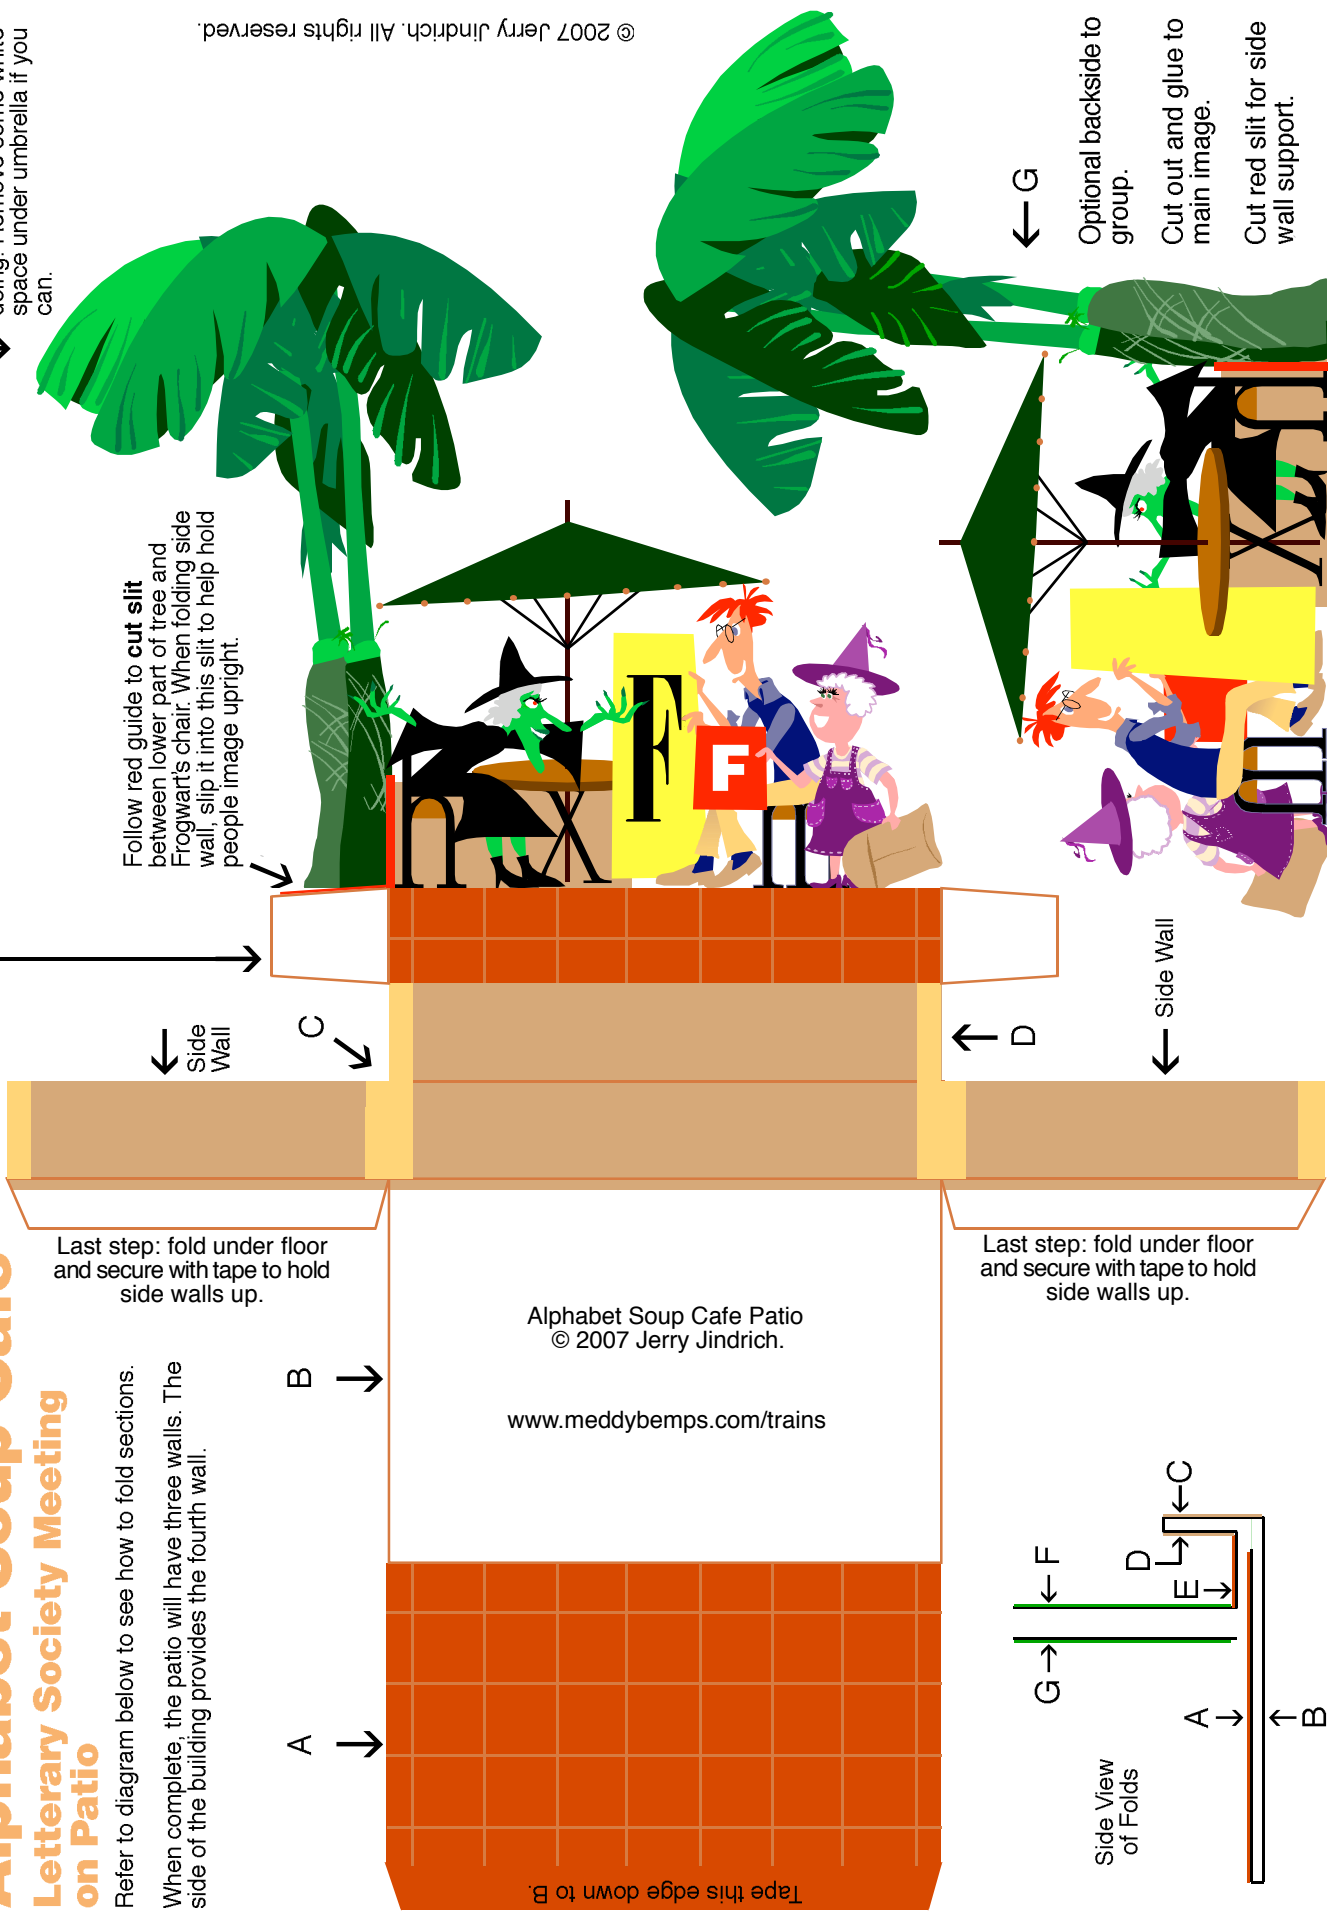 Alphabet Soup Cafe
Letterary Society Meeting
on Patio
Refer to diagram below to see how to fold sections.
When complete, the patio will have three walls. The
side of the building provides the fourth wall.
space under umbrella if you
can.
© 2007 Jerry Jindrich. All rights reserved.
Follow red guide to cut slit
between lower part of tree and
Frogwart's chair. When folding side
wall, slip it into this slit to help hold
people image upright.
G
Optional backside to
group.
Cut out and glue to
main image.
Cut red slit for side
wall support.
h
X
F
F
n
X
Side
Wall
C
D
Side Wall
Last step: fold under floor
and secure with tape to hold
side walls up.
Last step: fold under floor
and secure with tape to hold
side walls up.
Alphabet Soup Cafe Patio
© 2007 Jerry Jindrich.
www.meddybemps.com/trains
B
A
Tape this edge down to B.
Side View
of Folds
G
F
E
D
C
A
B